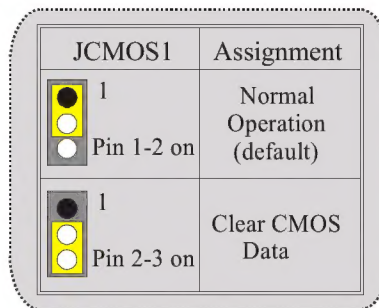 JCMOS1 Assignment
1
Pin 1-2 on
Normal
Operation
(default)
1
Pin 2-3 on
Clear CMOS
Data